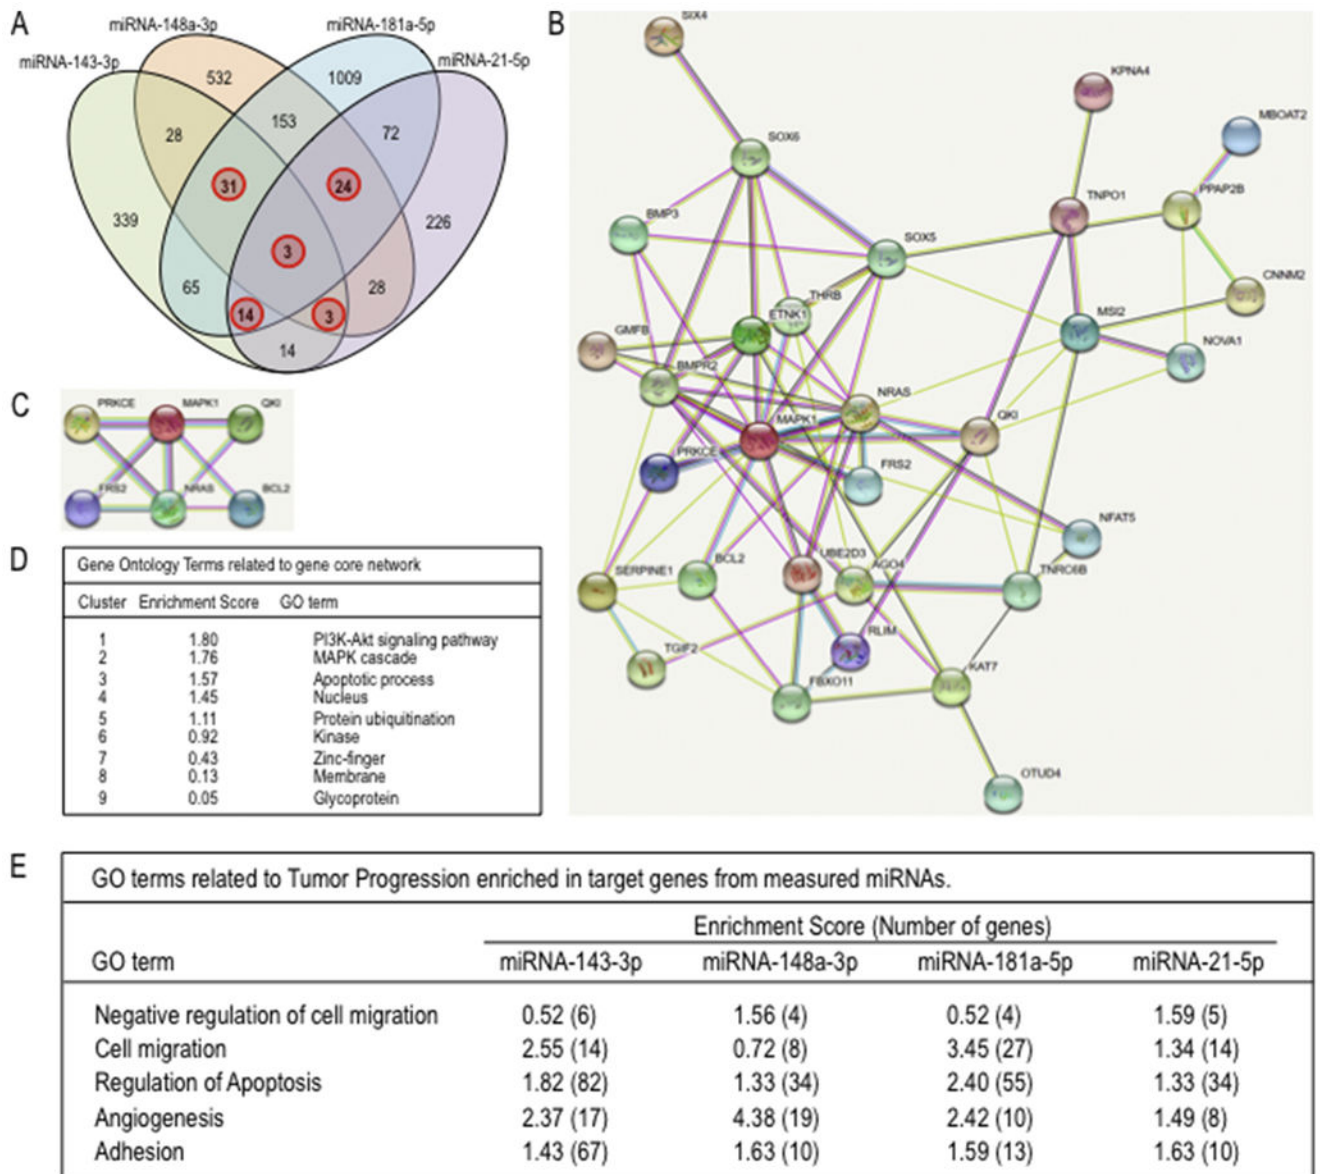 A
miRNA-148a-3p
miRNA-181a-5p
miRNA-143-3p
miRNA-21-5p
532
1009
28
153
72
31
24
339
226
3
65
28
14
3
14
B
SIX4
KPNA4
MBOAT2
SOX6
PPAP2B
TNPO1
BMP3
SOX5
CNNM2
THRB
ETNK1
MSI2
GMFB
NOVA1
BMPR2
NRAS
MAPK1
QKI
PRKCE
FRS2
NFAT5
SERPINE1
BCL2
UBE2D3
AGO4
TNRC6B
RLIM
TGIF2
KAT7
FBXO11
OTUD4
C
PRKCE MAPK1 QKI
FRS2 NRAS BCL2
D
Gene Ontology Terms related to gene core network
Cluster Enrichment Score GO term
1 1.80 PI3K-Akt signaling pathway
2 1.76 MAPK cascade
3 1.57 Apoptotic process
4 1.45 Nucleus
5 1.11 Protein ubiquitination
6 0.92 Kinase
7 0.43 Zinc-finger
8 0.13 Membrane
9 0.05 Glycoprotein
E
GO terms related to Tumor Progression enriched in target genes from measured miRNAs.
Enrichment Score (Number of genes)
GO term miRNA-143-3p miRNA-148a-3p miRNA-181a-5p miRNA-21-5p
Negative regulation of cell migration 0.52 (6) 1.56 (4) 0.52 (4) 1.59 (5)
Cell migration 2.55 (14) 0.72 (8) 3.45 (27) 1.34 (14)
Regulation of Apoptosis 1.82 (82) 1.33 (34) 2.40 (55) 1.33 (34)
Angiogenesis 2.37 (17) 4.38 (19) 2.42 (10) 1.49 (8)
Adhesion 1.43 (67) 1.63 (10) 1.59 (13) 1.63 (10)